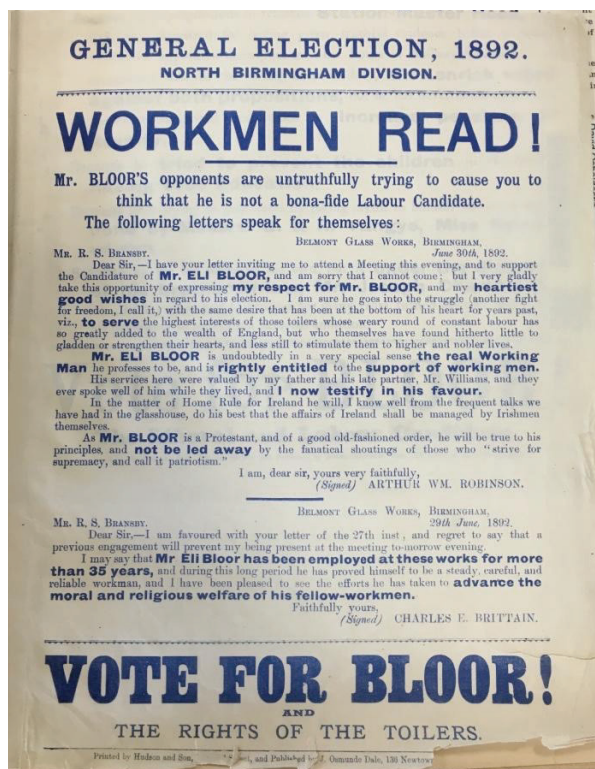 GENERAL ELECTION, 1892.
NORTH BIRMINGHAM DIVISION.
WORKMEN READ!
Mr. BLOOR'S opponents are untruthfully trying to cause you to
think that he is not a bona-fide Labour Candidate.
The following letters speak for themselves:
BELMONT GLASS WORKS, BIRMINGHAM,
MR. R. S. BRANSBY. June 30th, 1892.
Dear Sir,—I have your letter inviting me to attend a Meeting this evening, and to support
the Candidature of Mr. ELI BLOOR, and am sorry that I cannot come; but I very gladly
take this opportunity of expressing my respect for Mr. BLOOR, and my heartiest
good wishes in regard to his election. I am sure he goes into the struggle (another fight
for freedom, I call it,) with the same desire that has been at the bottom of his heart for years past,
viz., to serve the highest interests of those toilers whose weary round of constant labour has
so greatly added to the wealth of England, but who themselves have found hitherto little to
gladden or strengthen their hearts, and less still to stimulate them to higher and nobler lives.
Mr. ELI BLOOR is undoubtedly in a very special sense the real Working
Man he professes to be, and is rightly entitled to the support of working men.
His services here were valued by my father and his late partner, Mr. Williams, and they
ever spoke well of him while they lived, and I now testify in his favour.
In the matter of Home Rule for Ireland he will, I know well from the frequent talks we
have had in the glasshouse, do his best that the affairs of Ireland shall be managed by Irishmen
themselves.
As Mr. BLOOR is a Protestant, and of a good old-fashioned order, he will be true to his
principles, and not be led away by the fanatical shoutings of those who "strive for
supremacy, and call it patriotism."
I am, dear sir, yours very faithfully,
(Signed) ARTHUR WM. ROBINSON.
BELMONT GLASS WORKS, BIRMINGHAM,
MR. R. S. BRANSBY. 29th June, 1892.
Dear Sir.—I am favoured with your letter of the 27th inst, and regret to say that a
previous engagement will prevent my being present at the meeting to-morrow evening.
I may say that Mr Eli Bloor has been employed at these works for more
than 35 years, and during this long period he has proved himself to be a steady, careful, and
reliable workman, and I have been pleased to see the efforts he has taken to advance the
moral and religious welfare of his fellow-workmen.
Faithfully yours,
(Signed) CHARLES E. BRITTAIN.
VOTE FOR BLOOR!
AND
THE RIGHTS OF THE TOILERS.
Printed by Hudson and Son, and Published by J. Osmunde Dale, 136 Newtown